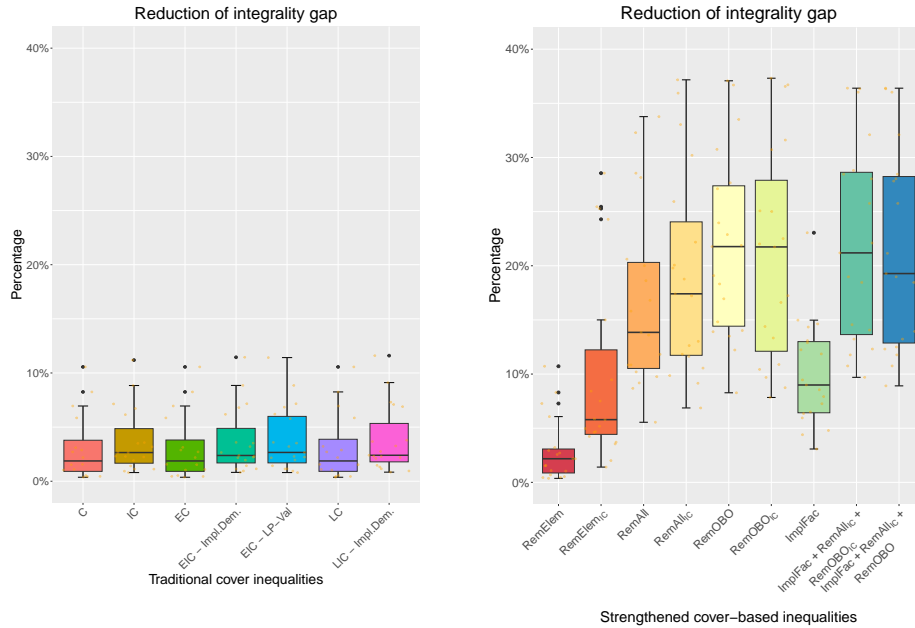 Reduction of integrality gap
40%
30%
20%
10%
0%
Percentage
C
IC
EC
EIC − Impl.Dem.
EIC − LP−Val
LC
LIC − Impl.Dem.
Traditional cover inequalities
Reduction of integrality gap
40%
30%
20%
10%
0%
Percentage
RemElem
RemElemIC
RemAll
RemAllIC
RemOBO
RemOBOIC
ImplFac
ImplFac + RemAllIC +
RemOBOIC
ImplFac + RemAllIC +
RemOBO
Strengthened cover−based inequalities